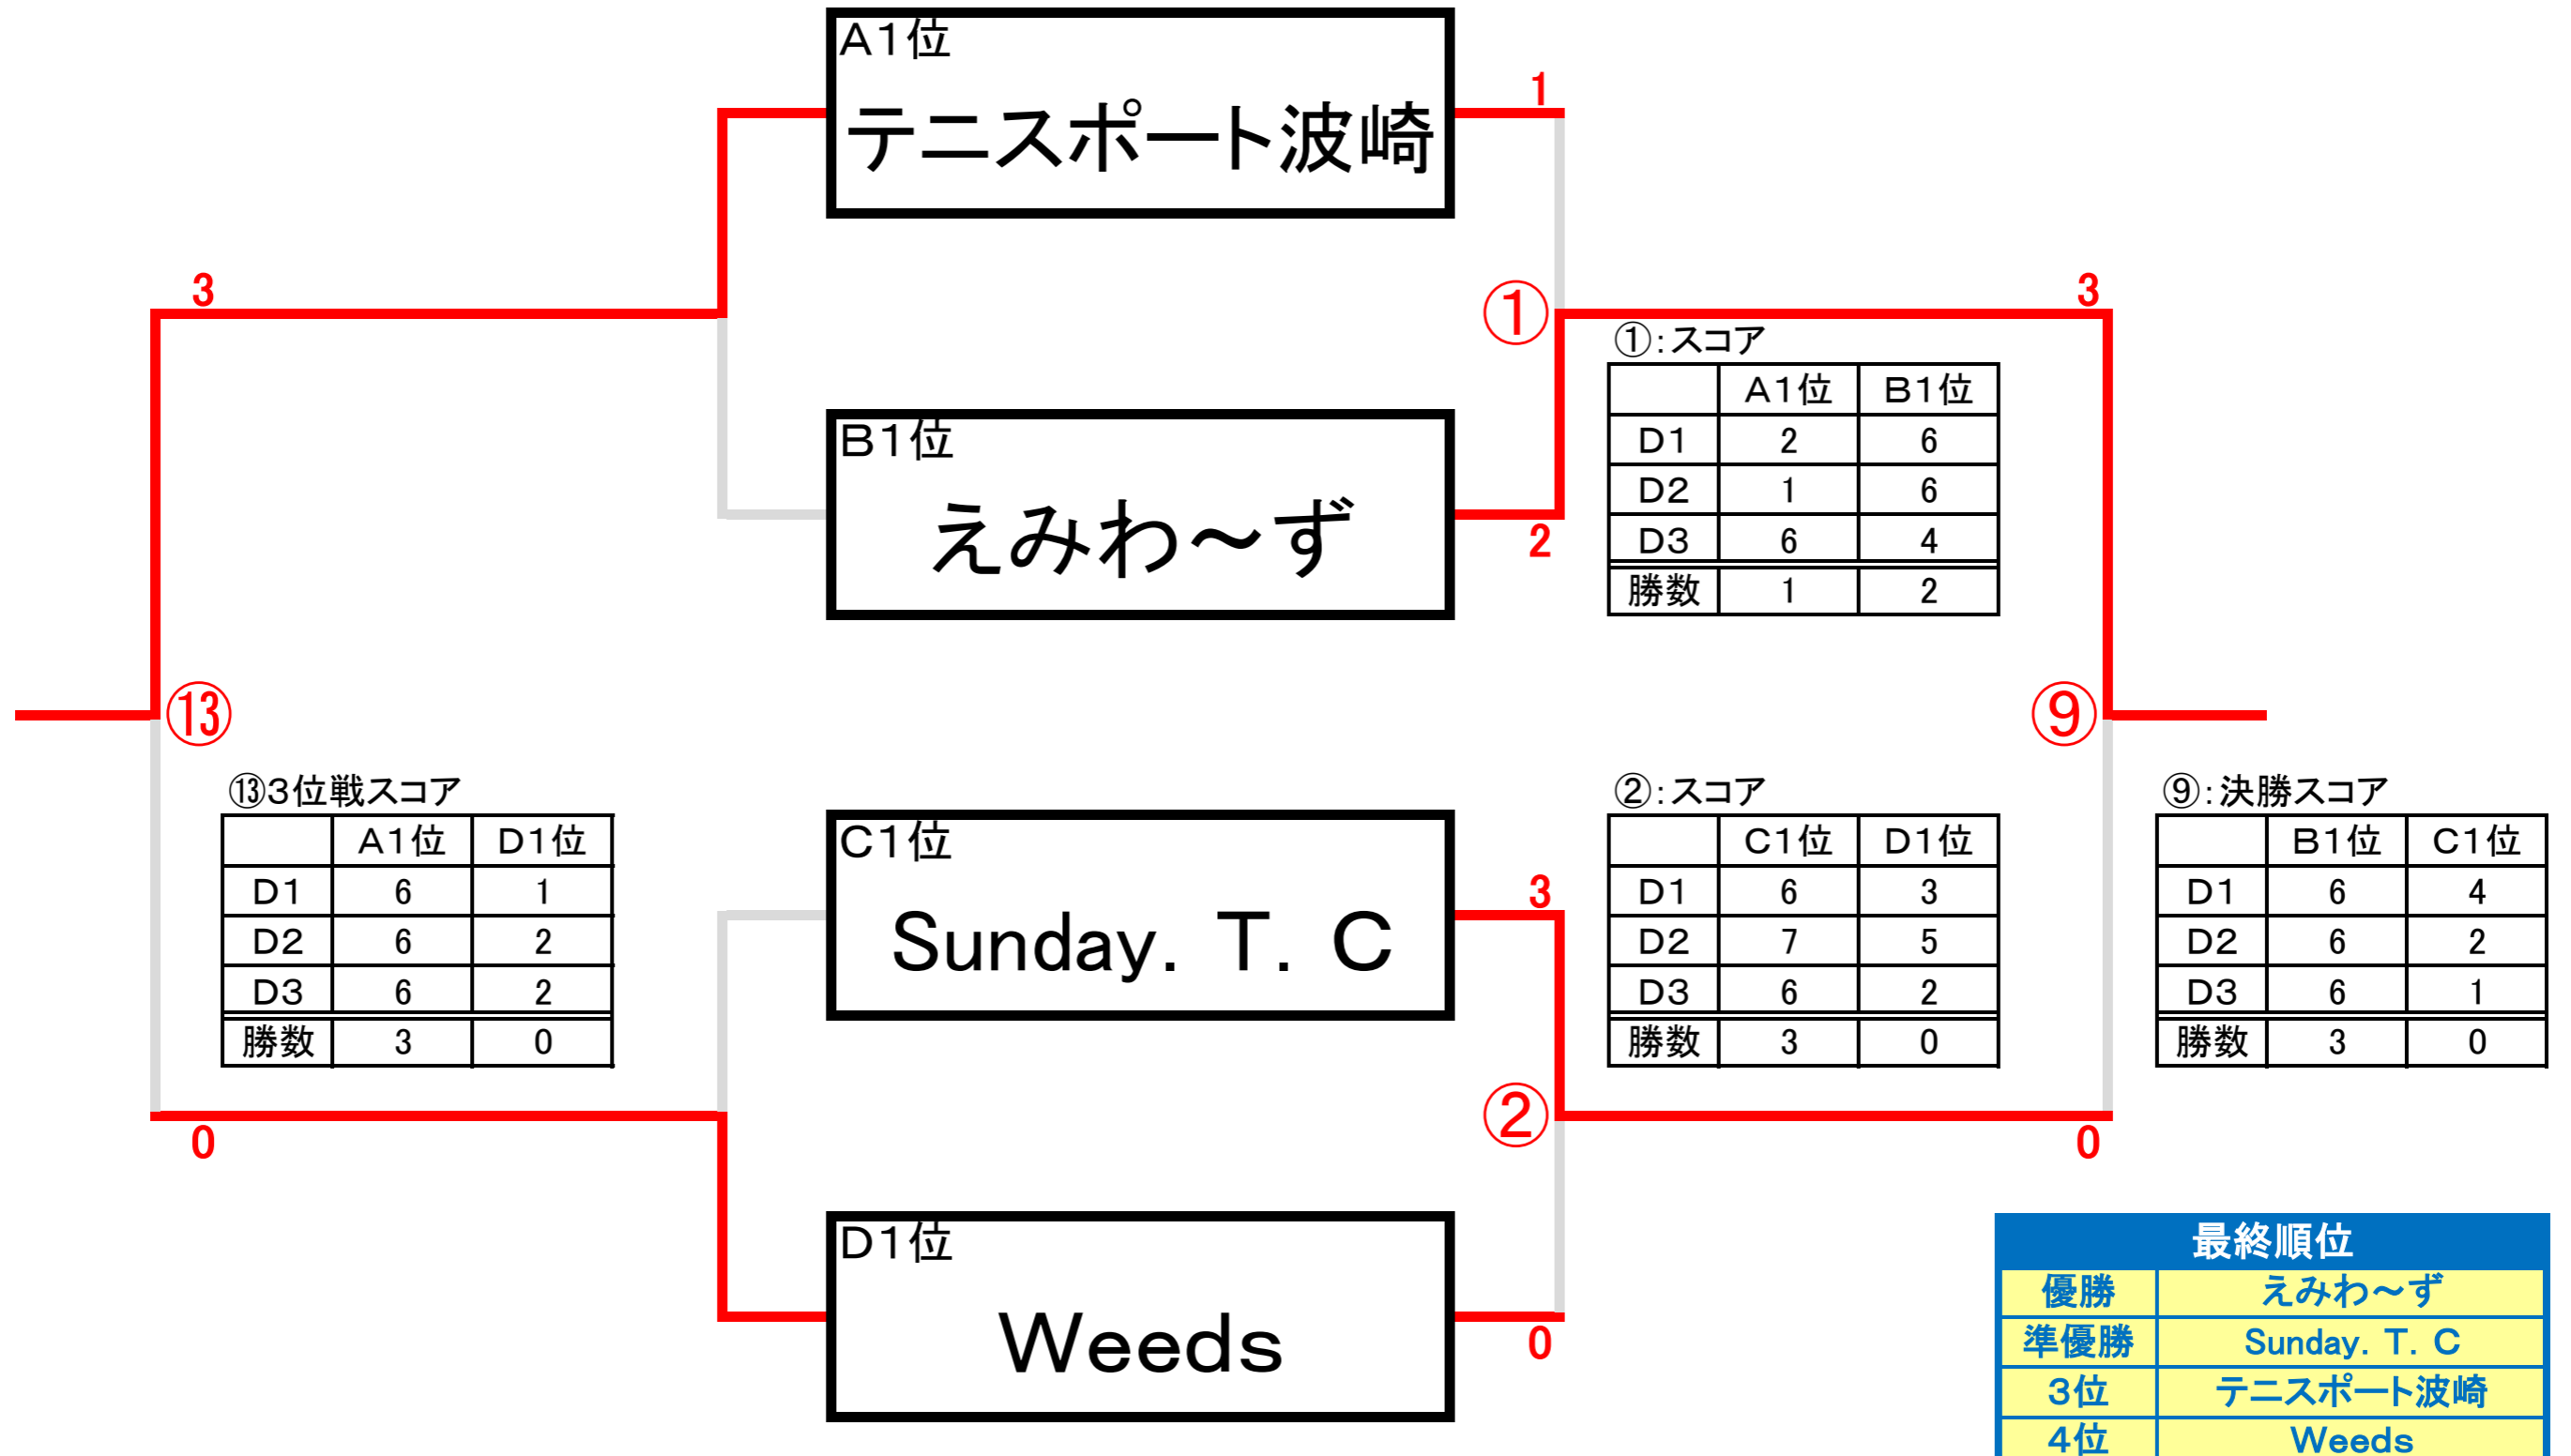 A1位
テニスポート波崎
1
3
①
3
①:スコア
A1位 B1位
D1 2 6
D2 1 6
D3 6 4
勝数 1 2
B1位
えみわ~ず
2
⑬
⑨
⑬3位戦スコア
A1位 D1位
D1 6 1
D2 6 2
D3 6 2
勝数 3 0
0
C1位
Sunday. T. C
3
②:スコア
C1位 D1位
D1 6 3
D2 7 5
D3 6 2
勝数 3 0
②
⑨:決勝スコア
B1位 C1位
D1 6 4
D2 6 2
D3 6 1
勝数 3 0
0
D1位
Weeds
0
最終順位
優勝 えみわ~ず
準優勝 Sunday. T. C
3位 テニスポート波崎
4位 Weeds